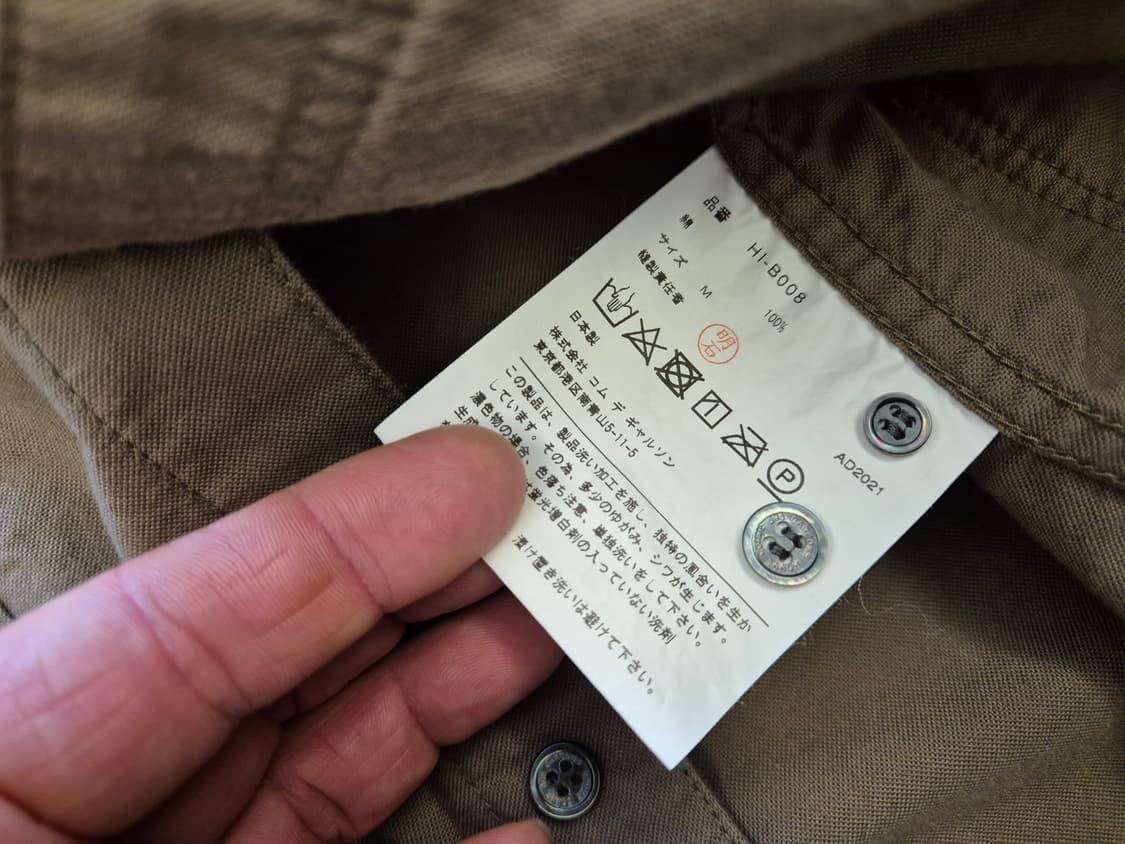 品番 HI-B008
綿 100%
サイズ M
縫製責任者 明石
P
日本製
株式会社 コム デ ギャルソン
東京都港区南青山5-11-5
この製品は、製品洗い加工を施し、独特の風合いを生か
しています。その為、多少のゆがみ、シワが生じます。
濃色物の場合、色落ち注意、単独洗いをして下さい。
生成 蛍光増白剤の入っていない洗剤
漬け置き洗いは避けて下さい。
AD2021